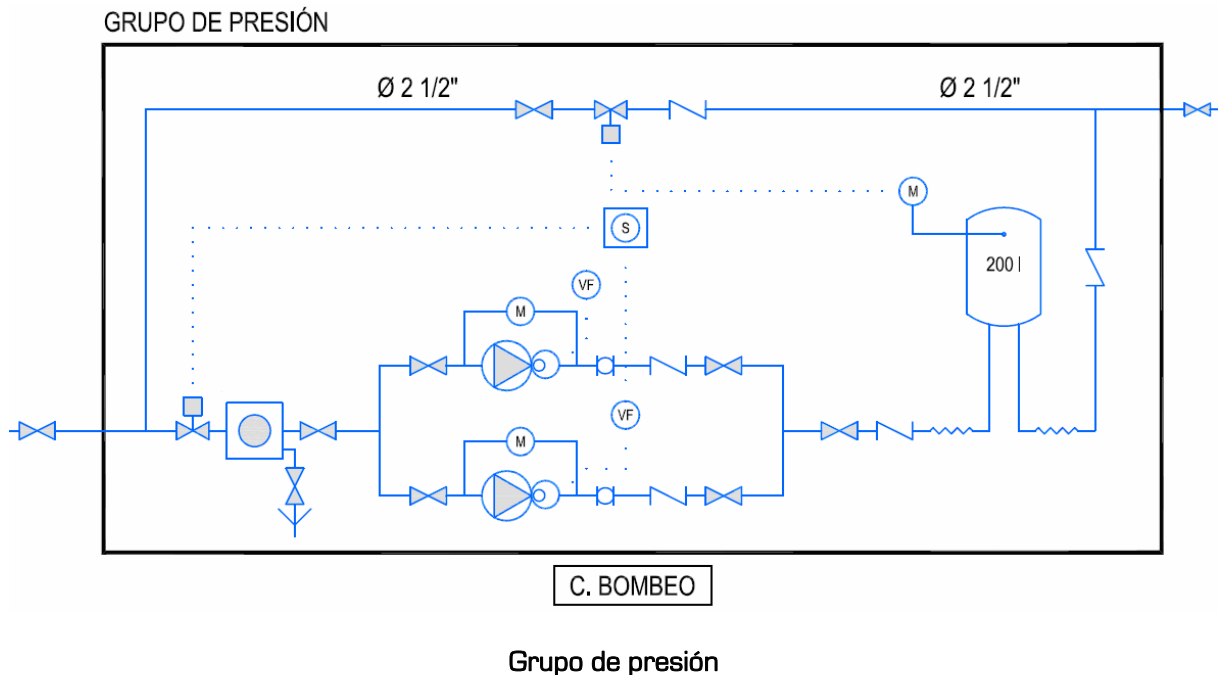 GRUPO DE PRESIÓN
Ø 2 1/2" Ø 2 1/2"
M
S
200 l
VF
M
VF
M
C. BOMBEO
Grupo de presión